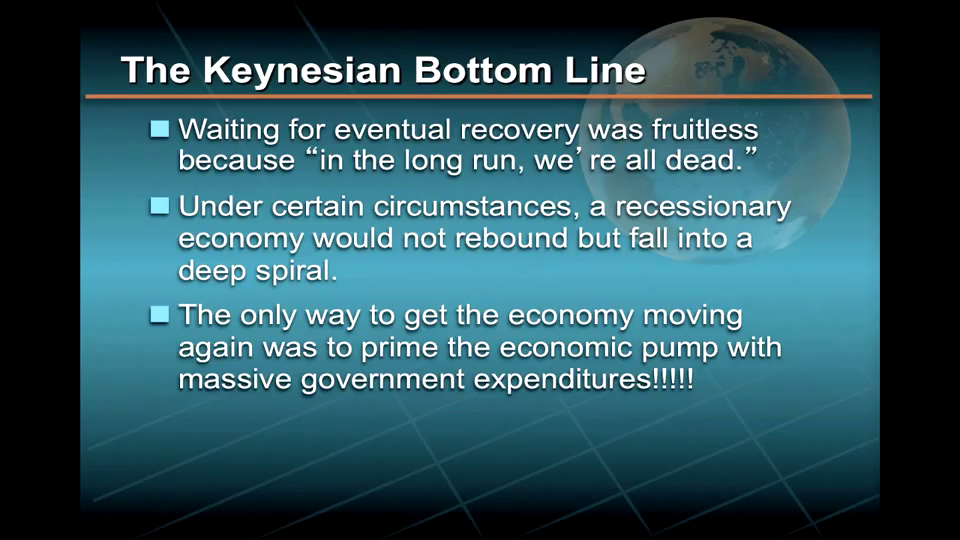 The Keynesian Bottom Line
Waiting for eventual recovery was fruitless
because “in the long run, we’re all dead.”
Under certain circumstances, a recessionary
economy would not rebound but fall into a
deep spiral.
The only way to get the economy moving
again was to prime the economic pump with
massive government expenditures!!!!!